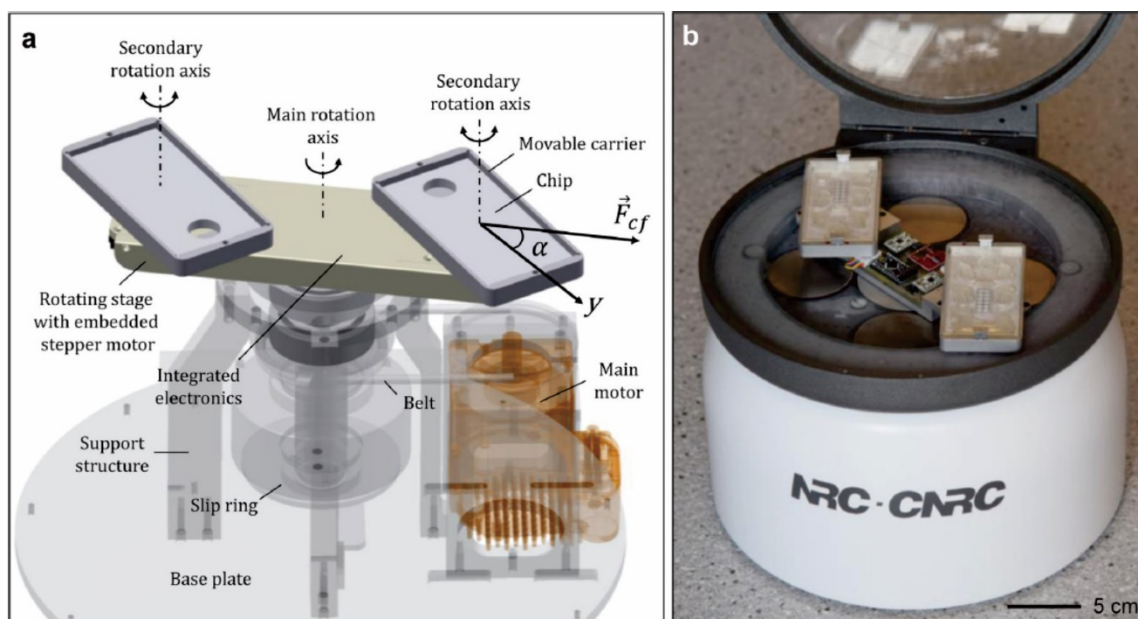 a
Secondary
rotation axis
Main rotation
axis
Secondary
rotation axis
Movable carrier
Chip
F⃗cf
α
y
Rotating stage
with embedded
stepper motor
Integrated
electronics
Belt
Main
motor
Support
structure
Slip ring
Base plate
b
NRC·CNRC
5 cm